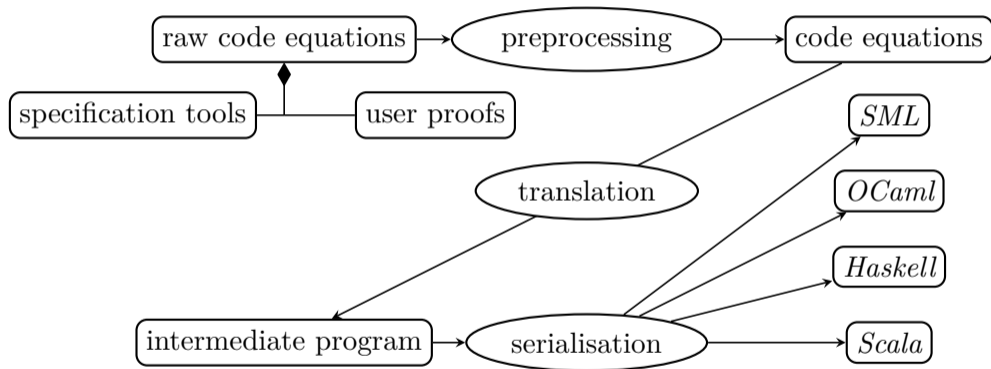 raw code equations
preprocessing
code equations
specification tools
user proofs
SML
translation
OCaml
Haskell
intermediate program
serialisation
Scala